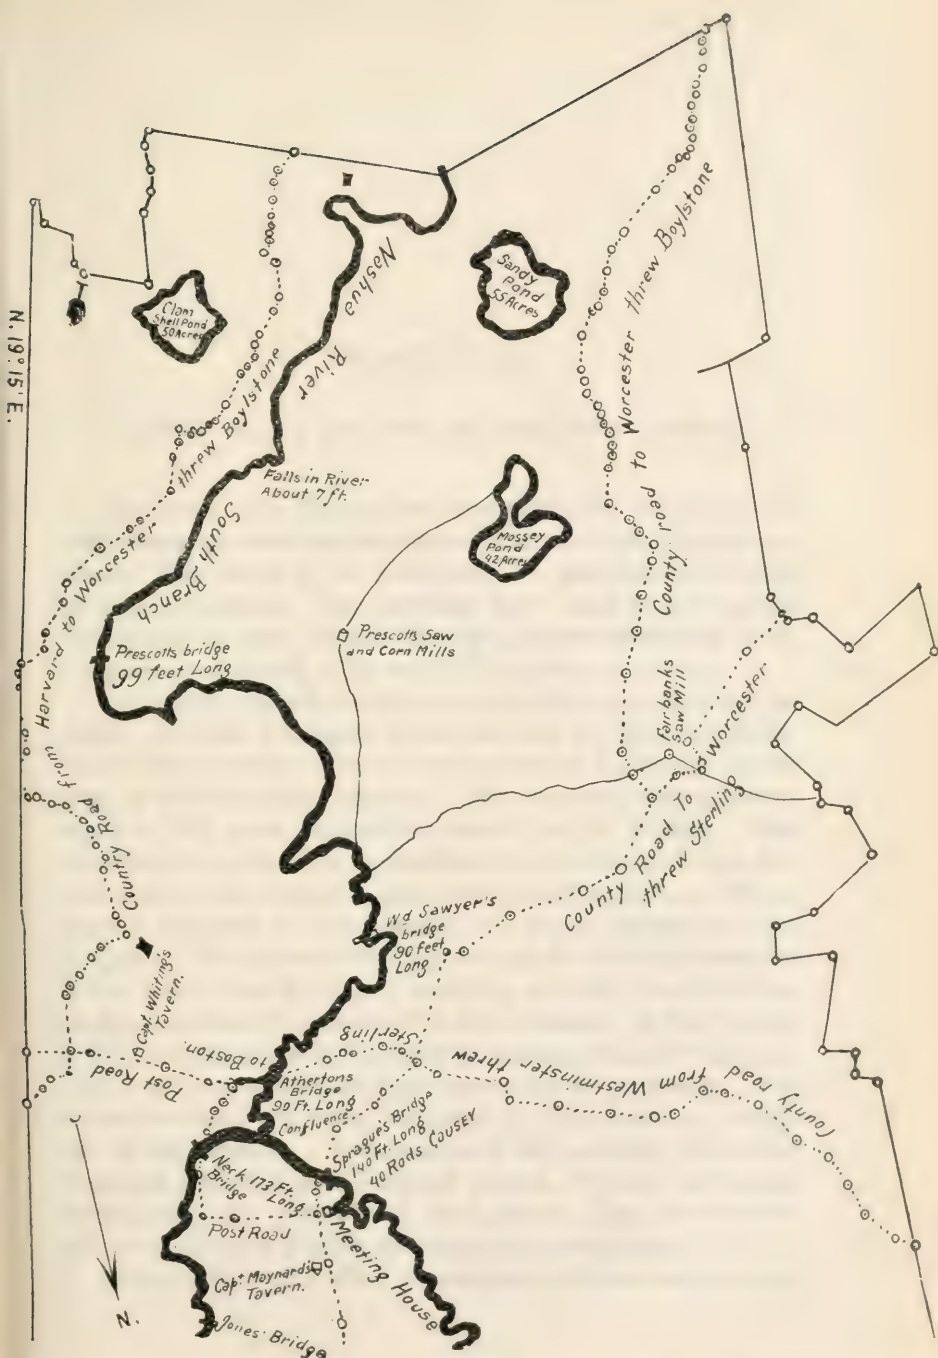 N. 19° 15' E.
Clam
Shell Pond
50 Acres
Nashua
River
Sandy
Pond
55 Acres
County road to Worcester threw Boylstone
Country Road from Harvard to Worcester
threw Boylstone
South Branch
Falls in River
About 7 ft.
Mossey
Pond
42 Acres
Prescotts Saw
and Corn Mills
Prescotts bridge
99 feet Long
Fairbanks
Saw Mill
County Road To Worcester
threw Sterling
Wd Sawyer's
bridge
90 feet
Long
Capt. Whiting's
Tavern.
Post Road to Boston.
County road from Westminster threw
Sterling
Athertons
Bridge
90 Ft. Long
Confluence
Sprague's Bridge
140 Ft. Long
40 Rods Causey
Neck 173 Ft.
Bridge Long
Post Road
Meeting House
Capt. Maynards
Tavern.
Jones' Bridge
N.